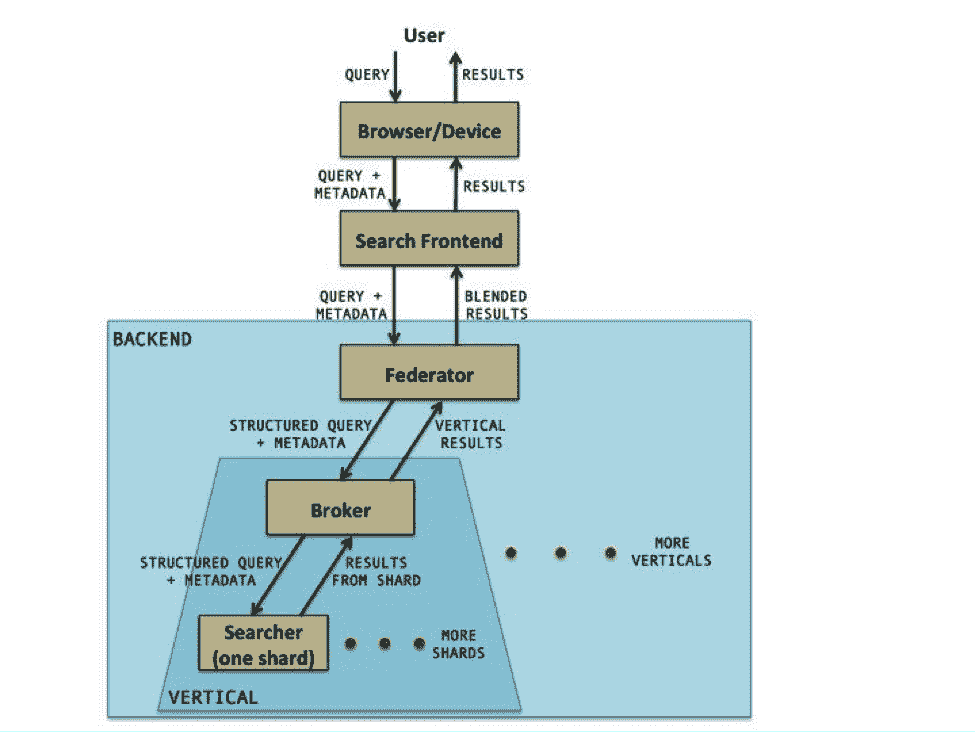 User
QUERY
RESULTS
Browser/Device
QUERY +
METADATA
RESULTS
Search Frontend
QUERY +
METADATA
BLENDED
RESULTS
BACKEND
Federator
STRUCTURED QUERY
+ METADATA
VERTICAL
RESULTS
Broker
MORE
VERTICALS
STRUCTURED QUERY
+ METADATA
RESULTS
FROM SHARD
Searcher
(one shard)
MORE
SHARDS
VERTICAL